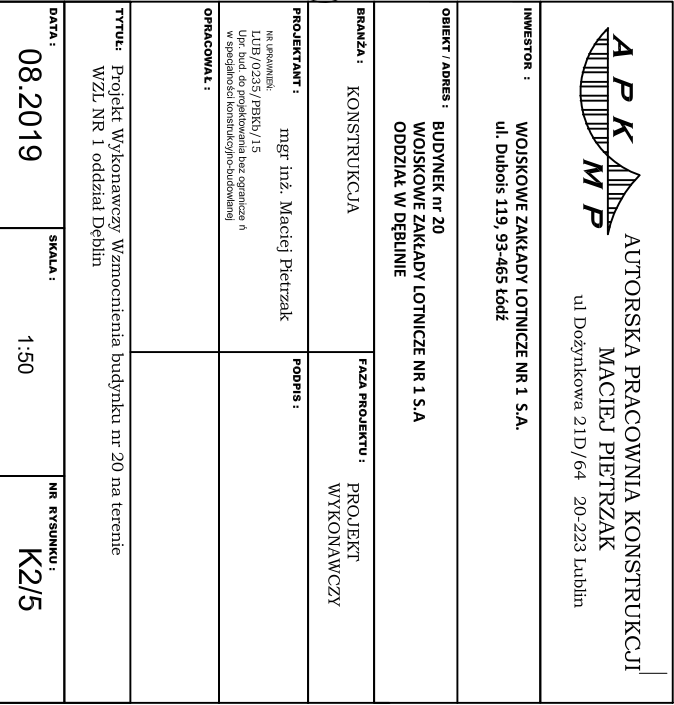 APK MP
AUTORSKA PRACOWNIA KONSTRUKCJI
MACIEJ PIETRZAK
ul Dożynkowa 21D/64 20-223 Lublin
INWESTOR :
WOJSKOWE ZAKŁADY LOTNICZE NR 1 S.A.
ul. Dubois 119, 93-465 Łódź
OBIEKT / ADRES :
BUDYNEK nr 20
WOJSKOWE ZAKŁADY LOTNICZE NR 1 S.A
ODDZIAŁ W DĘBLINIE
BRANŻA :
KONSTRUKCJA
FAZA PROJEKTU :
PROJEKT
WYKONAWCZY
PROJEKTANT :
mgr inż. Maciej Pietrzak
NR UPRAWNIEŃ:
LUB/0235/PBKb/15
Upr. bud. do projektowania bez ogranicze ń
w specjalności konstrukcyjno-budowlanej
PODPIS :
OPRACOWAŁ :
TYTUŁ: Projekt Wykonawczy Wzmocnienia budynku nr 20 na terenie
WZL NR 1 oddział Dęblin
DATA :
08.2019
SKALA :
1:50
NR RYSUNKU :
K2/5